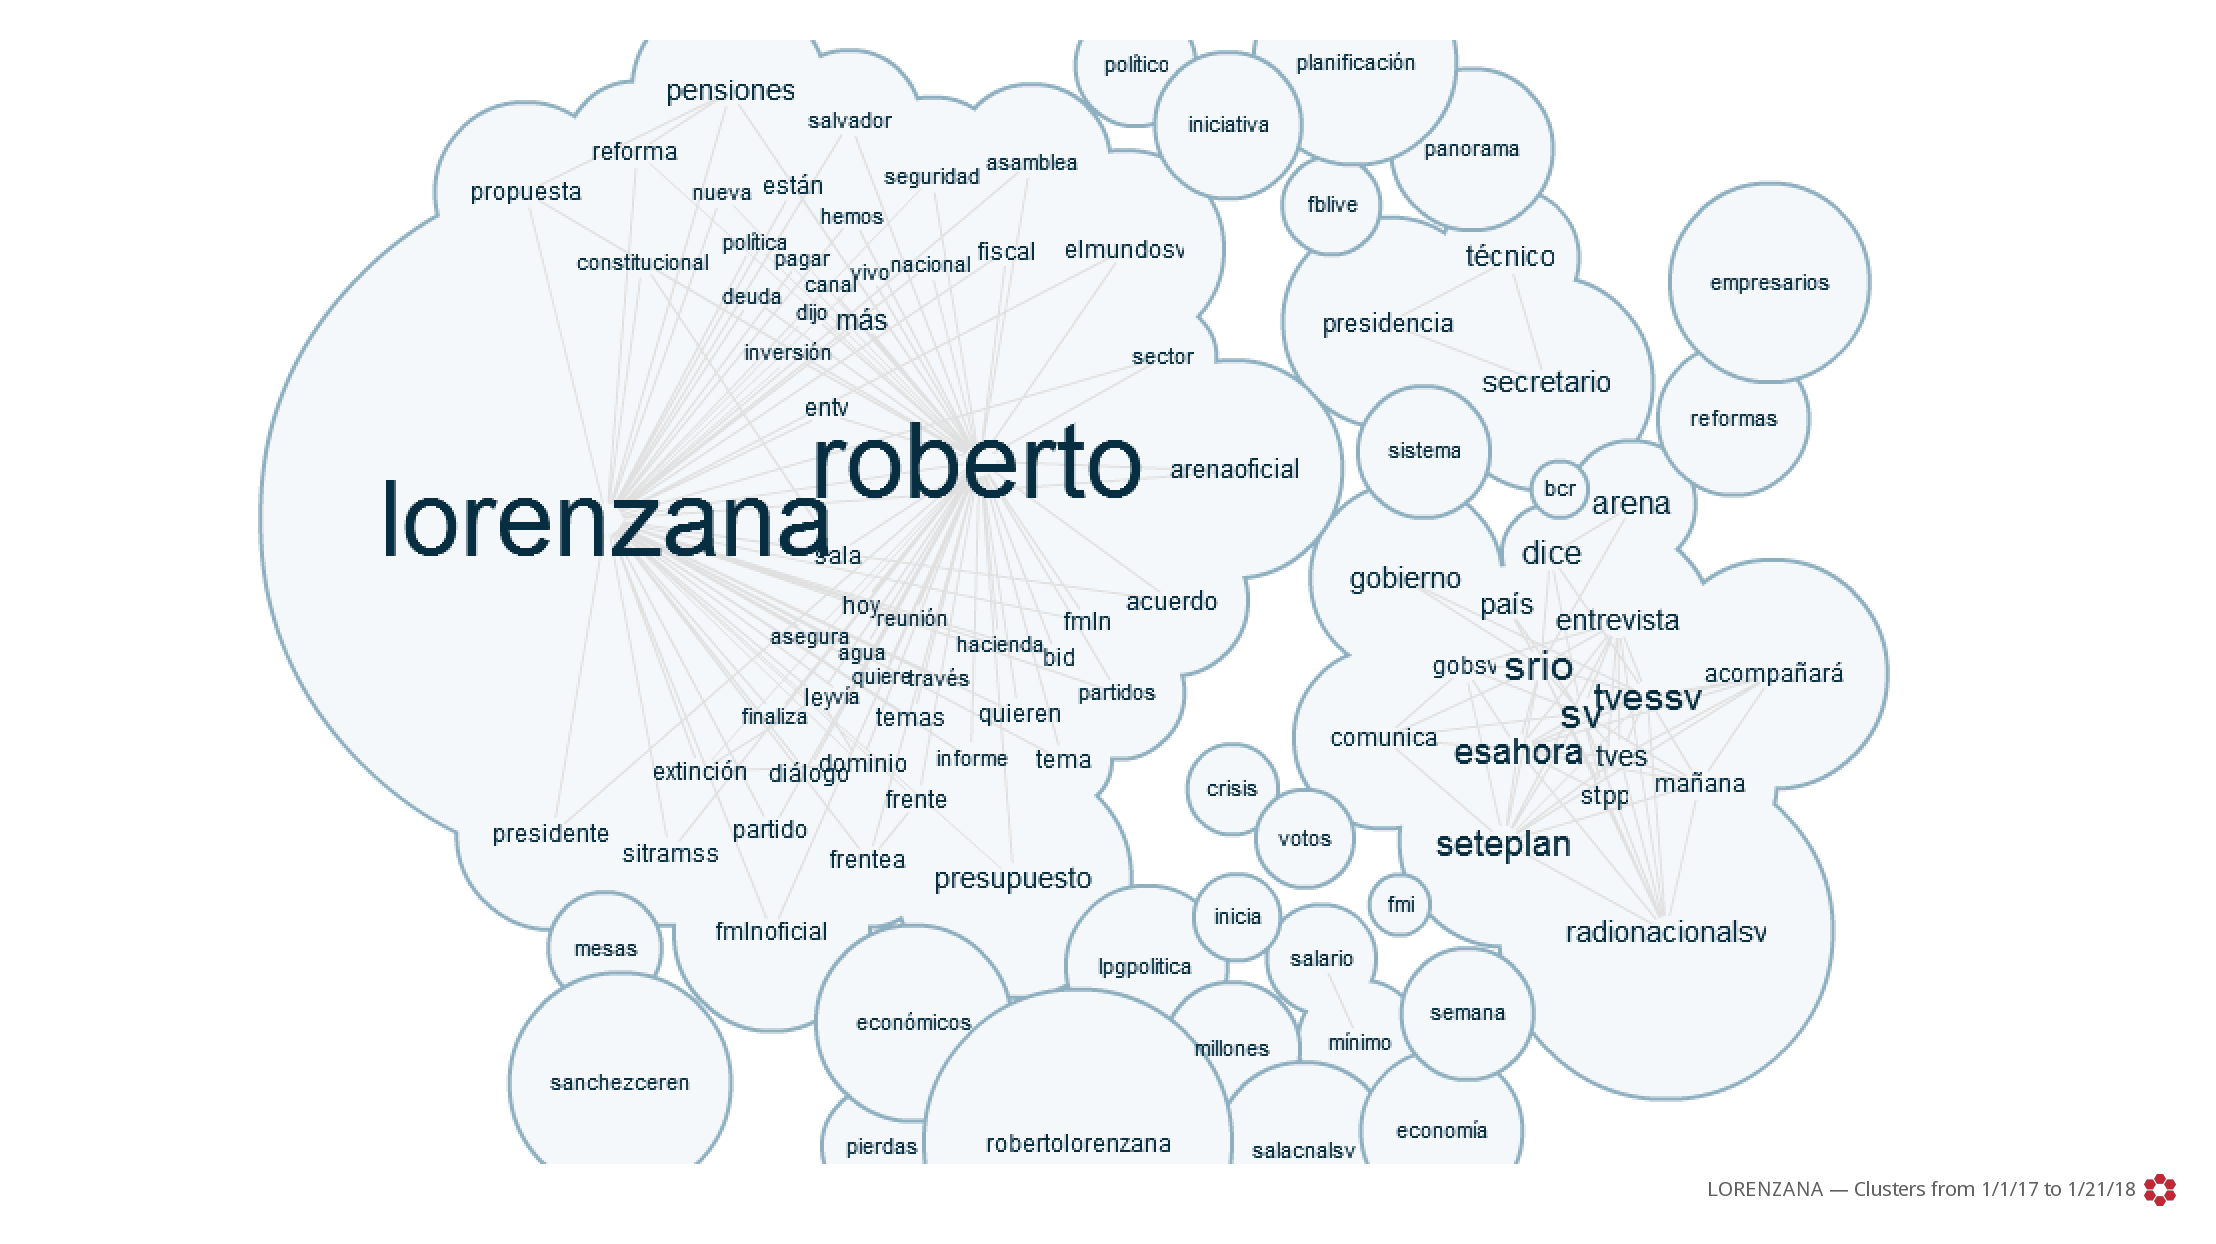 pensiones
salvador
reforma
propuesta
nueva
están
seguridad
asamblea
hemos
política
constitucional
pagar
vivo
nacional
fiscal
elmundosv
canal
deuda
dijo
más
inversión
sector
entv
roberto
lorenzana
arenaoficial
sala
hoy
reunión
acuerdo
fmln
asegura
agua
hacienda
bid
quiere
través
leyvía
partidos
finaliza
temas
quieren
extinción
diálogo
dominio
informe
tema
frente
presidente
partido
sitramss
frentea
presupuesto
fmlnoficial
mesas
sanchezceren
económicos
pierdas
robertolorenzana
lpgpolitica
inicia
salario
millones
mínimo
salacnalsv
economía
semana
fmi
crisis
votos
político
iniciativa
planificación
panorama
fblive
técnico
presidencia
secretario
empresarios
reformas
sistema
bcr
arena
dice
gobierno
país
entrevista
gobsv
srio
tvessv
sv
acompañará
comunica
esahora
tves
mañana
stpp
seteplan
radionacionalsv
LORENZANA — Clusters from 1/1/17 to 1/21/18